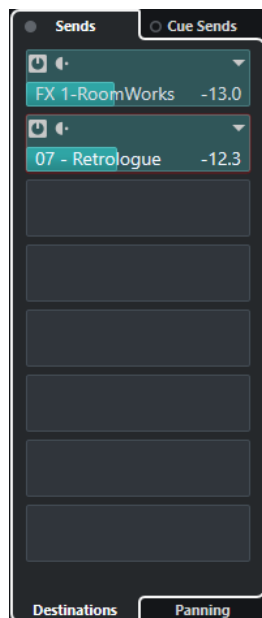 Sends Cue Sends
FX 1-RoomWorks -13.0
07 - Retrologue -12.3
Destinations Panning